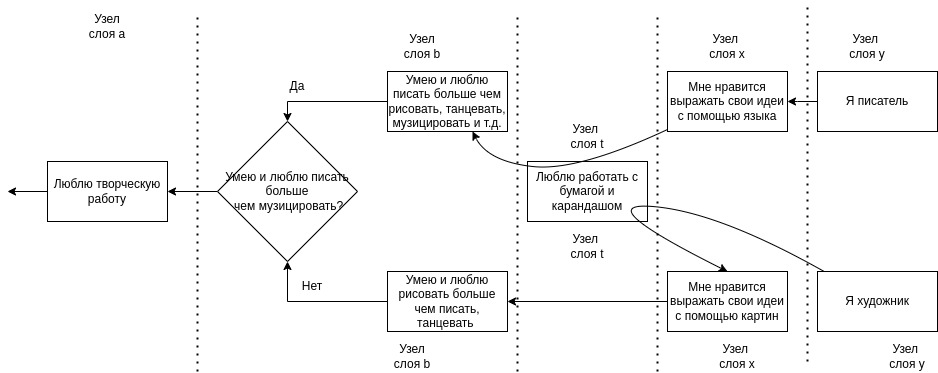 Узел
слоя a
Узел
слоя b
Узел
слоя x
Узел
слоя y
Да
Умею и люблю
писать больше чем
рисовать, танцевать,
музицировать и т.д.
Мне нравится
выражать свои идеи
с помощью языка
Я писатель
Узел
слоя t
Люблю творческую
работу
Умею и люблю писать
больше
чем музицировать?
Люблю работать с
бумагой и
карандашом
Узел
слоя t
Нет
Умею и люблю
рисовать больше
чем писать,
танцевать
Мне нравится
выражать свои идеи
с помощью картин
Я художник
Узел
слоя b
Узел
слоя x
Узел
слоя y